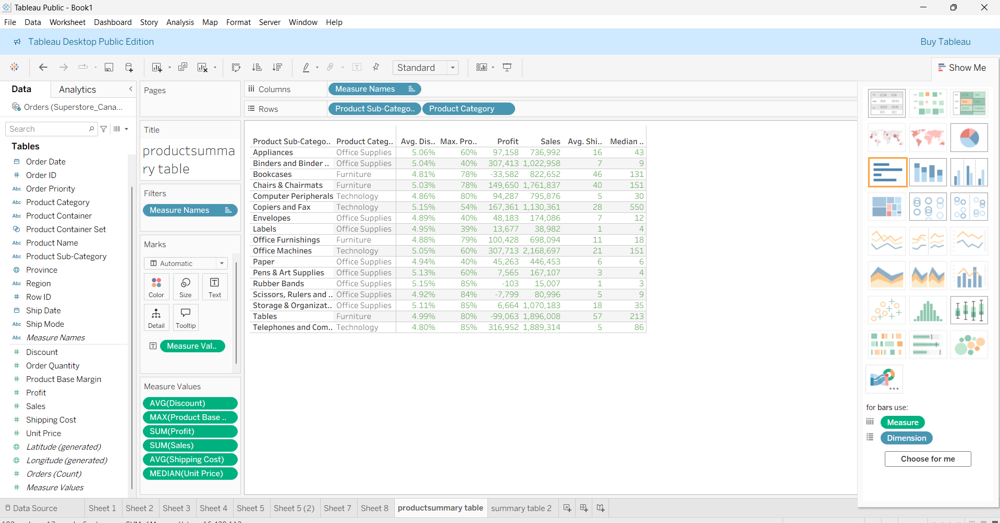 Tableau Public - Book1
File Data Worksheet Dashboard Story Analysis Map Format Server Window Help
Tableau Desktop Public Edition
Buy Tableau
Standard
Show Me
Data
Analytics
Orders (Superstore_Cana...
Search
Tables
Order Date
# Order ID
Abc Order Priority
Abc Product Category
Abc Product Container
Product Container Set
Abc Product Name
Abc Product Sub-Category
Province
Abc Region
# Row ID
Ship Date
Abc Ship Mode
Abc Measure Names
# Discount
# Order Quantity
# Product Base Margin
# Profit
# Sales
# Shipping Cost
# Unit Price
Latitude (generated)
Longitude (generated)
# Orders (Count)
# Measure Values
Pages
Title
productsumma
ry table
Filters
Measure Names
Marks
Automatic
Color Size Text
Detail Tooltip
Measure Val..
Measure Values
AVG(Discount)
MAX(Product Base ..
SUM(Profit)
SUM(Sales)
AVG(Shipping Cost)
MEDIAN(Unit Price)
Columns
Measure Names
Rows
Product Sub-Catego..
Product Category
Product Sub-Catego.. Product Categ.. Avg. Dis.. Max. Pro.. Profit Sales Avg. Shi.. Median ..
Appliances Office Supplies 5.06% 60% 97,158 736,992 16 43
Binders and Binder .. Office Supplies 5.04% 40% 307,413 1,022,958 7 9
Bookcases Furniture 4.81% 78% -33,582 822,652 46 131
Chairs & Chairmats Furniture 5.03% 78% 149,650 1,761,837 40 151
Computer Peripherals Technology 4.86% 80% 94,287 795,876 5 30
Copiers and Fax Technology 5.15% 54% 167,361 1,130,361 28 550
Envelopes Office Supplies 4.89% 40% 48,183 174,086 7 12
Labels Office Supplies 4.95% 39% 13,677 38,982 1 4
Office Furnishings Furniture 4.88% 79% 100,428 698,094 11 18
Office Machines Technology 5.05% 60% 307,713 2,168,697 21 151
Paper Office Supplies 4.94% 40% 45,263 446,453 6 6
Pens & Art Supplies Office Supplies 5.13% 60% 7,565 167,107 3 4
Rubber Bands Office Supplies 5.15% 85% -103 15,007 1 3
Scissors, Rulers and .. Office Supplies 4.92% 84% -7,799 80,996 5 9
Storage & Organizat.. Office Supplies 5.11% 85% 6,664 1,070,183 18 35
Tables Furniture 4.99% 80% -99,063 1,896,008 57 213
Telephones and Com.. Technology 4.80% 85% 316,952 1,889,314 5 86
for bars use:
Measure
Dimension
Choose for me
Data Source Sheet 1 Sheet 2 Sheet 3 Sheet 4 Sheet 5 Sheet 5 (2) Sheet 7 Sheet 8 productsummary table summary table 2